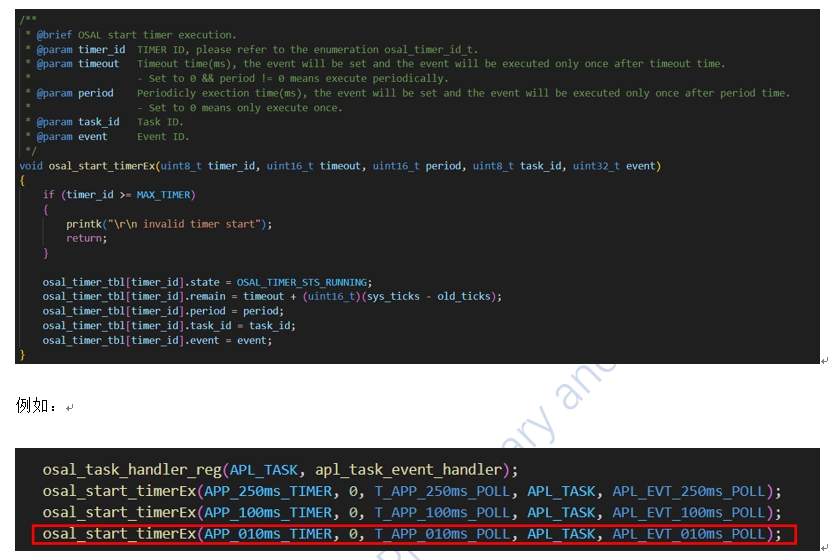 /**
 * @brief OSAL start timer execution.
 * @param timer_id  TIMER ID, please refer to the enumeration osal_timer_id_t.
 * @param timeout   Timeout time(ms), the event will be set and the event will be executed only once after timeout time.
 *                  - Set to 0 && period != 0 means execute periodically.
 * @param period    Periodicly exection time(ms), the event will be set and the event will be executed only once after period time.
 *                  - Set to 0 means only execute once.
 * @param task_id   Task ID.
 * @param event     Event ID.
 */
void osal_start_timerEx(uint8_t timer_id, uint16_t timeout, uint16_t period, uint8_t task_id, uint32_t event)
{
    if (timer_id >= MAX_TIMER)
    {
        printk("\r\n invalid timer start");
        return;
    }
    osal_timer_tbl[timer_id].state = OSAL_TIMER_STS_RUNNING;
    osal_timer_tbl[timer_id].remain = timeout + (uint16_t)(sys_ticks - old_ticks);
    osal_timer_tbl[timer_id].period = period;
    osal_timer_tbl[timer_id].task_id = task_id;
    osal_timer_tbl[timer_id].event = event;
}
例如：
ary and
osal_task_handler_reg(APL_TASK, apl_task_event_handler);
osal_start_timerEx(APP_250ms_TIMER, 0, T_APP_250ms_POLL, APL_TASK, APL_EVT_250ms_POLL);
osal_start_timerEx(APP_100ms_TIMER, 0, T_APP_100ms_POLL, APL_TASK, APL_EVT_100ms_POLL);
osal_start_timerEx(APP_010ms_TIMER, 0, T_APP_010ms_POLL, APL_TASK, APL_EVT_010ms_POLL);